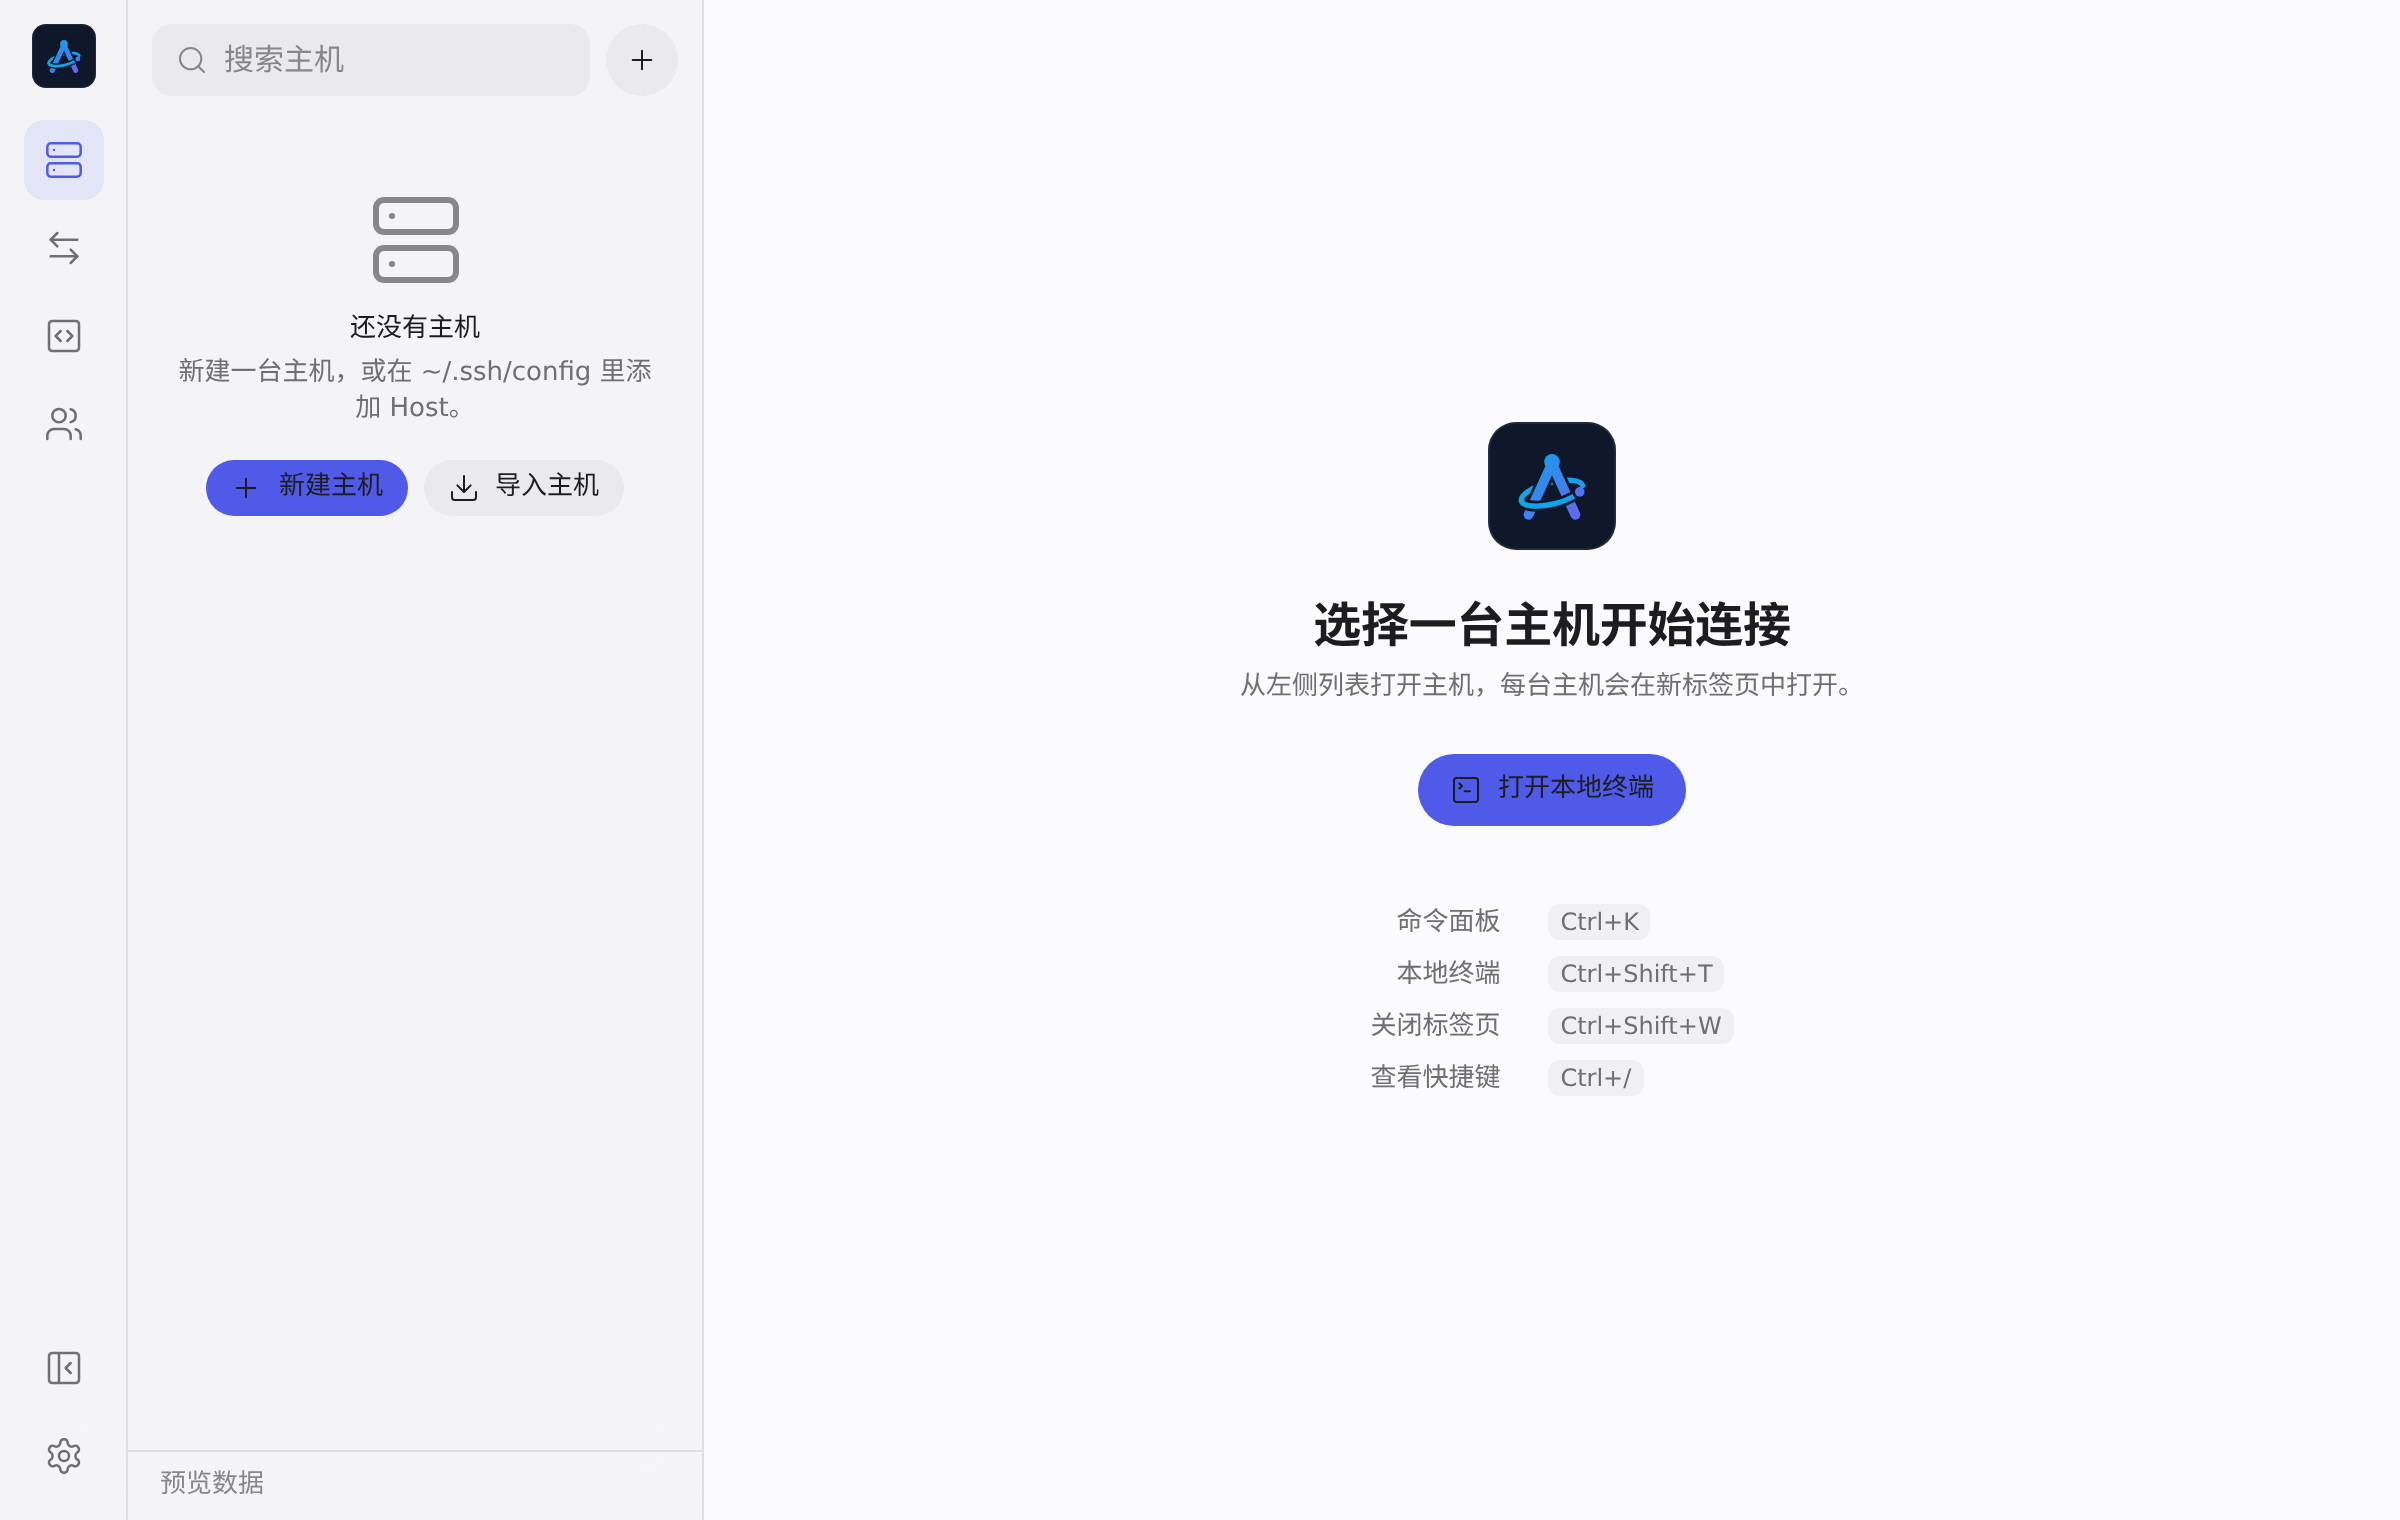 搜索主机
还没有主机
新建一台主机，或在 ~/.ssh/config 里添
加 Host。
新建主机
导入主机
预览数据
选择一台主机开始连接
从左侧列表打开主机，每台主机会在新标签页中打开。
打开本地终端
命令面板 Ctrl+K
本地终端 Ctrl+Shift+T
关闭标签页 Ctrl+Shift+W
查看快捷键 Ctrl+/